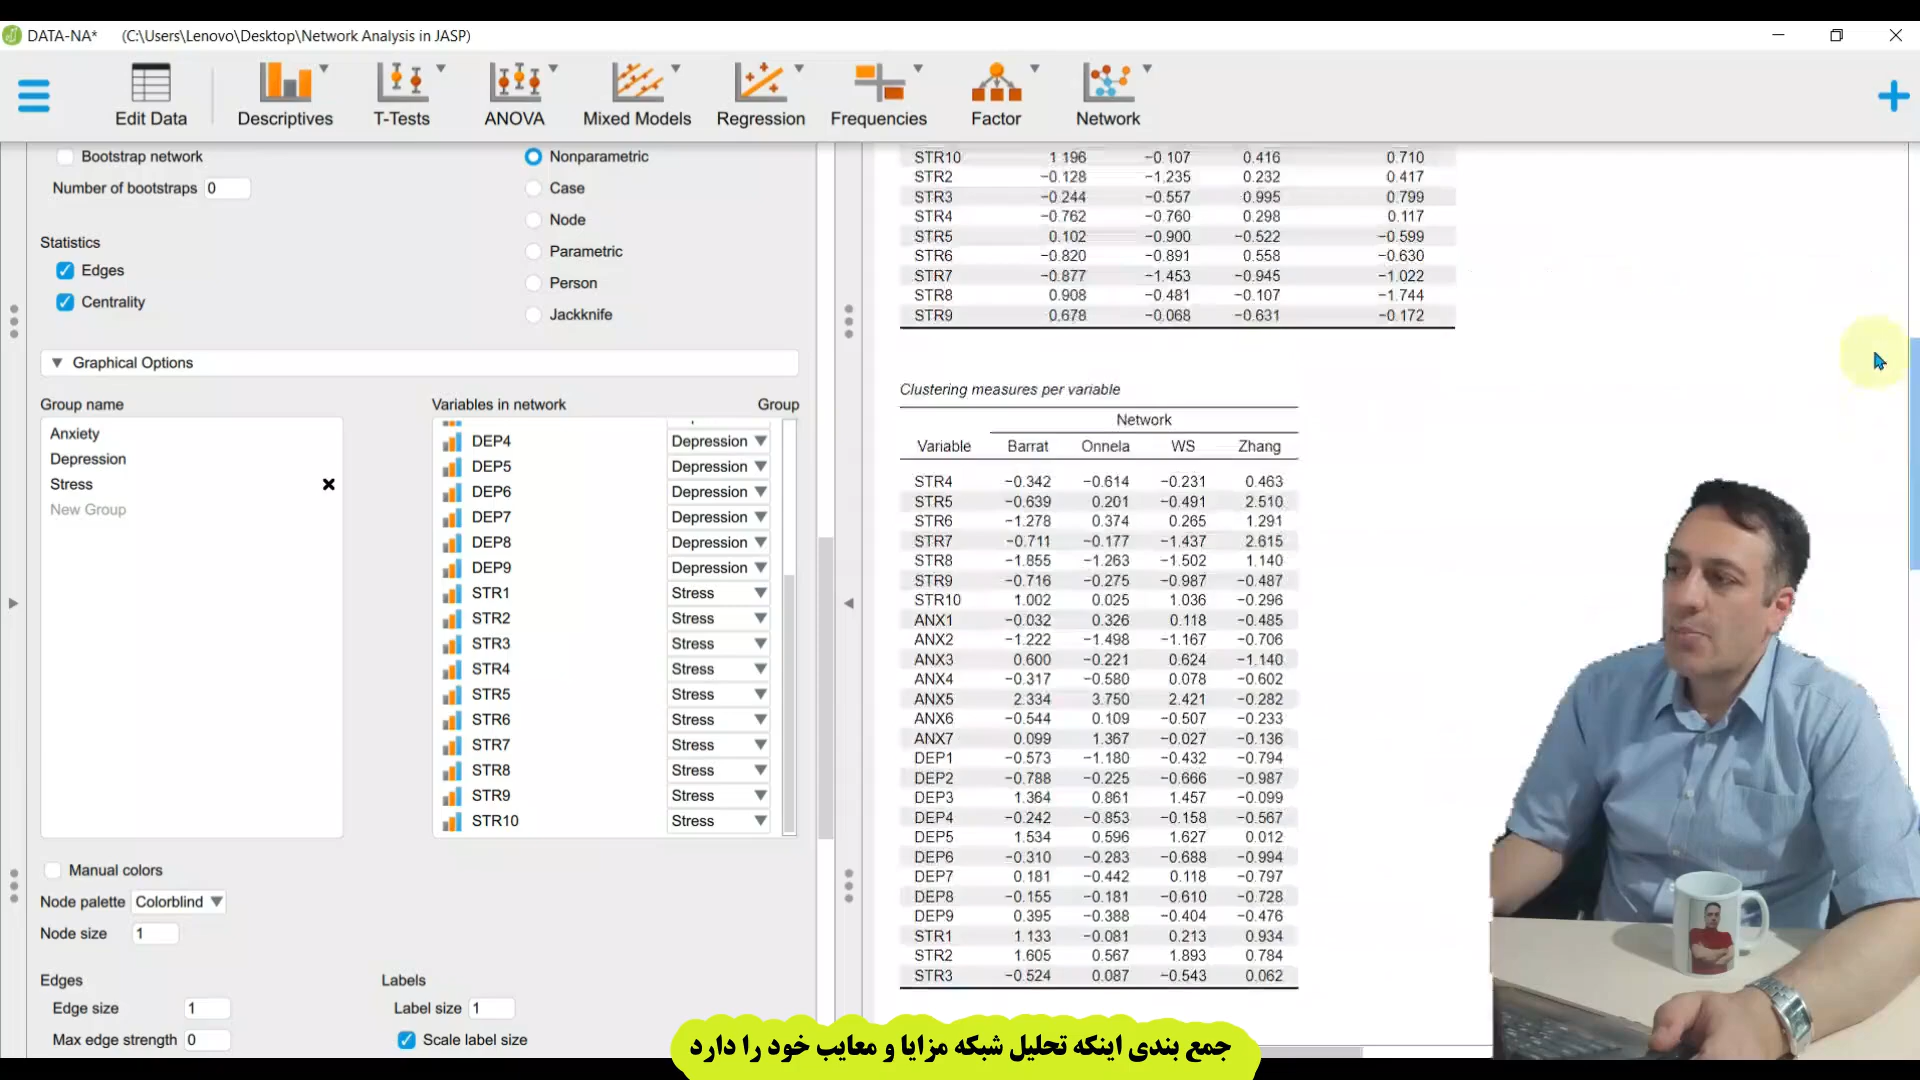 DATA-NA* (C:\Users\Lenovo\Desktop\Network Analysis in JASP)
Edit Data Descriptives T-Tests ANOVA Mixed Models Regression Frequencies Factor Network
Bootstrap network
Number of bootstraps 0
Nonparametric
Case
Node
Parametric
Person
Jackknife
Statistics
Edges
Centrality
Graphical Options
Group name
Anxiety
Depression
Stress
New Group
Variables in network Group
DEP4 Depression
DEP5 Depression
DEP6 Depression
DEP7 Depression
DEP8 Depression
DEP9 Depression
STR1 Stress
STR2 Stress
STR3 Stress
STR4 Stress
STR5 Stress
STR6 Stress
STR7 Stress
STR8 Stress
STR9 Stress
STR10 Stress
Manual colors
Node palette Colorblind
Node size 1
Edges
Edge size 1
Max edge strength 0
Labels
Label size 1
Scale label size
STR10 1.196 −0.107 0.416 0.710
STR2 −0.128 −1.235 0.232 0.417
STR3 −0.244 −0.557 0.995 0.799
STR4 −0.762 −0.760 0.298 0.117
STR5 0.102 −0.900 −0.522 −0.599
STR6 −0.820 −0.891 0.558 −0.630
STR7 −0.877 −1.453 −0.945 −1.022
STR8 0.908 −0.481 −0.107 −1.744
STR9 0.678 −0.068 −0.631 −0.172
Clustering measures per variable
Network
Variable Barrat Onnela WS Zhang
STR4 −0.342 −0.614 −0.231 0.463
STR5 −0.639 0.201 −0.491 2.510
STR6 −1.278 0.374 0.265 1.291
STR7 −0.711 −0.177 −1.437 2.615
STR8 −1.855 −1.263 −1.502 1.140
STR9 −0.716 −0.275 −0.987 −0.487
STR10 1.002 0.025 1.036 −0.296
ANX1 −0.032 0.326 0.118 −0.485
ANX2 −1.222 −1.498 −1.167 −0.706
ANX3 0.600 −0.221 0.624 −1.140
ANX4 −0.317 −0.580 0.078 −0.602
ANX5 2.334 3.750 2.421 −0.282
ANX6 −0.544 0.109 −0.507 −0.233
ANX7 0.099 1.367 −0.027 −0.136
DEP1 −0.573 −1.180 −0.432 −0.794
DEP2 −0.788 −0.225 −0.666 −0.987
DEP3 1.364 0.861 1.457 −0.099
DEP4 −0.242 −0.853 −0.158 −0.567
DEP5 1.534 0.596 1.627 0.012
DEP6 −0.310 −0.283 −0.688 −0.994
DEP7 0.181 −0.442 0.118 −0.797
DEP8 −0.155 −0.181 −0.610 −0.728
DEP9 0.395 −0.388 −0.404 −0.476
STR1 1.133 −0.081 0.213 0.934
STR2 1.605 0.567 1.893 0.784
STR3 −0.524 0.087 −0.543 0.062
جمع بندی اینکه تحلیل شبکه مزایا و معایب خود را دارد